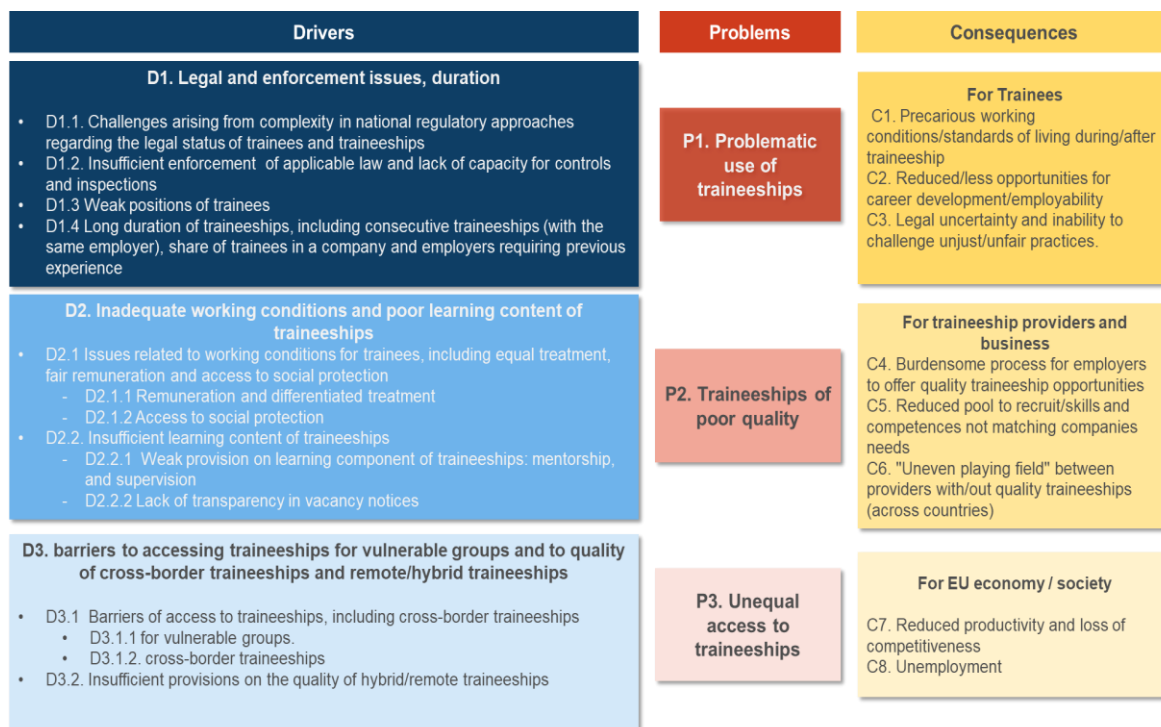 Drivers
D1. Legal and enforcement issues, duration
• D1.1. Challenges arising from complexity in national regulatory approaches
regarding the legal status of trainees and traineeships
• D1.2. Insufficient enforcement of applicable law and lack of capacity for controls
and inspections
• D1.3 Weak positions of trainees
• D1.4 Long duration of traineeships, including consecutive traineeships (with the
same employer), share of trainees in a company and employers requiring previous
experience
D2. Inadequate working conditions and poor learning content of
traineeships
• D2.1 Issues related to working conditions for trainees, including equal treatment,
fair remuneration and access to social protection
- D2.1.1 Remuneration and differentiated treatment
- D2.1.2 Access to social protection
• D2.2. Insufficient learning content of traineeships
- D2.2.1 Weak provision on learning component of traineeships: mentorship,
and supervision
- D2.2.2 Lack of transparency in vacancy notices
D3. barriers to accessing traineeships for vulnerable groups and to quality
of cross-border traineeships and remote/hybrid traineeships
• D3.1 Barriers of access to traineeships, including cross-border traineeships
• D3.1.1 for vulnerable groups.
• D3.1.2. cross-border traineeships
• D3.2. Insufficient provisions on the quality of hybrid/remote traineeships
Problems
P1. Problematic
use of
traineeships
P2. Traineeships of
poor quality
P3. Unequal
access to
traineeships
Consequences
For Trainees
C1. Precarious working
conditions/standards of living during/after
traineeship
C2. Reduced/less opportunities for
career development/employability
C3. Legal uncertainty and inability to
challenge unjust/unfair practices.
For traineeship providers and
business
C4. Burdensome process for employers
to offer quality traineeship opportunities
C5. Reduced pool to recruit/skills and
competences not matching companies
needs
C6. "Uneven playing field" between
providers with/out quality traineeships
(across countries)
For EU economy / society
C7. Reduced productivity and loss of
competitiveness
C8. Unemployment